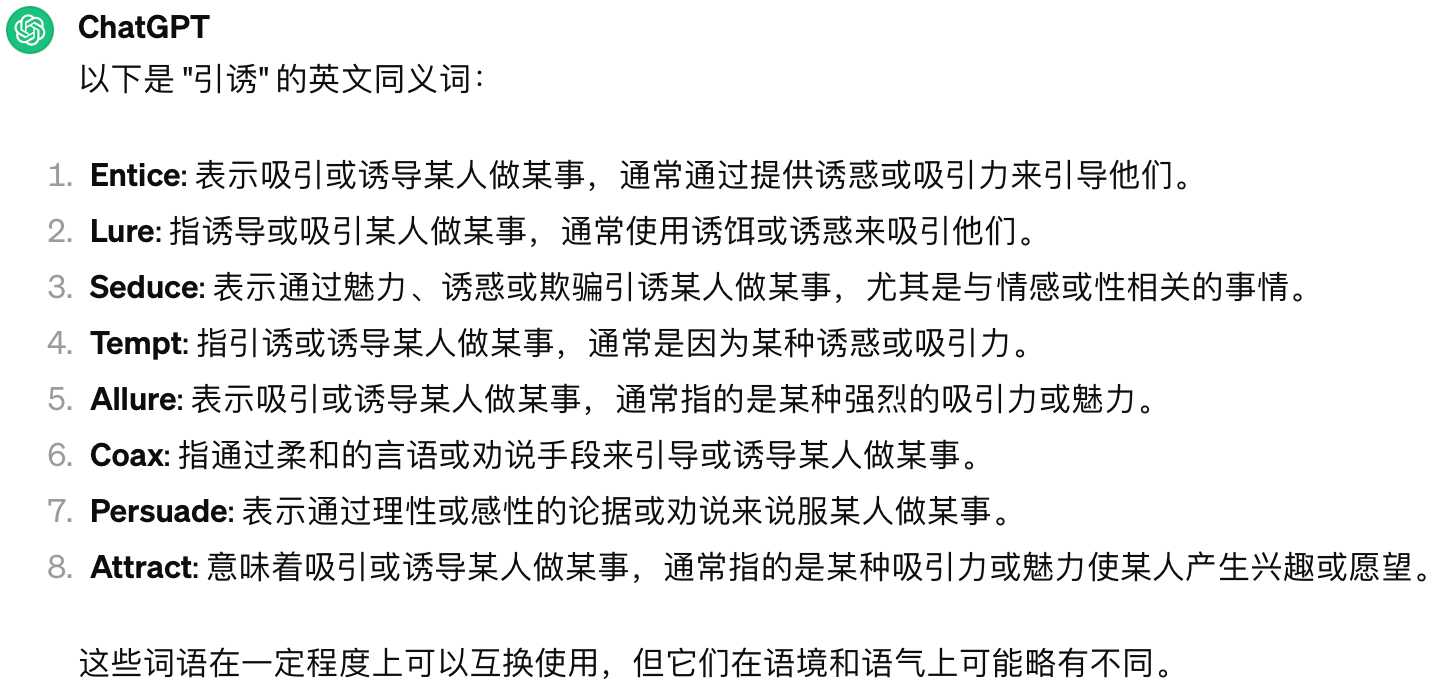 ChatGPT
以下是 "引诱" 的英文同义词：
1. Entice: 表示吸引或诱导某人做某事，通常通过提供诱惑或吸引力来引导他们。
2. Lure: 指诱导或吸引某人做某事，通常使用诱饵或诱惑来吸引他们。
3. Seduce: 表示通过魅力、诱惑或欺骗引诱某人做某事，尤其是与情感或性相关的事情。
4. Tempt: 指引诱或诱导某人做某事，通常是因为某种诱惑或吸引力。
5. Allure: 表示吸引或诱导某人做某事，通常指的是某种强烈的吸引力或魅力。
6. Coax: 指通过柔和的言语或劝说手段来引导或诱导某人做某事。
7. Persuade: 表示通过理性或感性的论据或劝说来说服某人做某事。
8. Attract: 意味着吸引或诱导某人做某事，通常指的是某种吸引力或魅力使某人产生兴趣或愿望。
这些词语在一定程度上可以互换使用，但它们在语境和语气上可能略有不同。